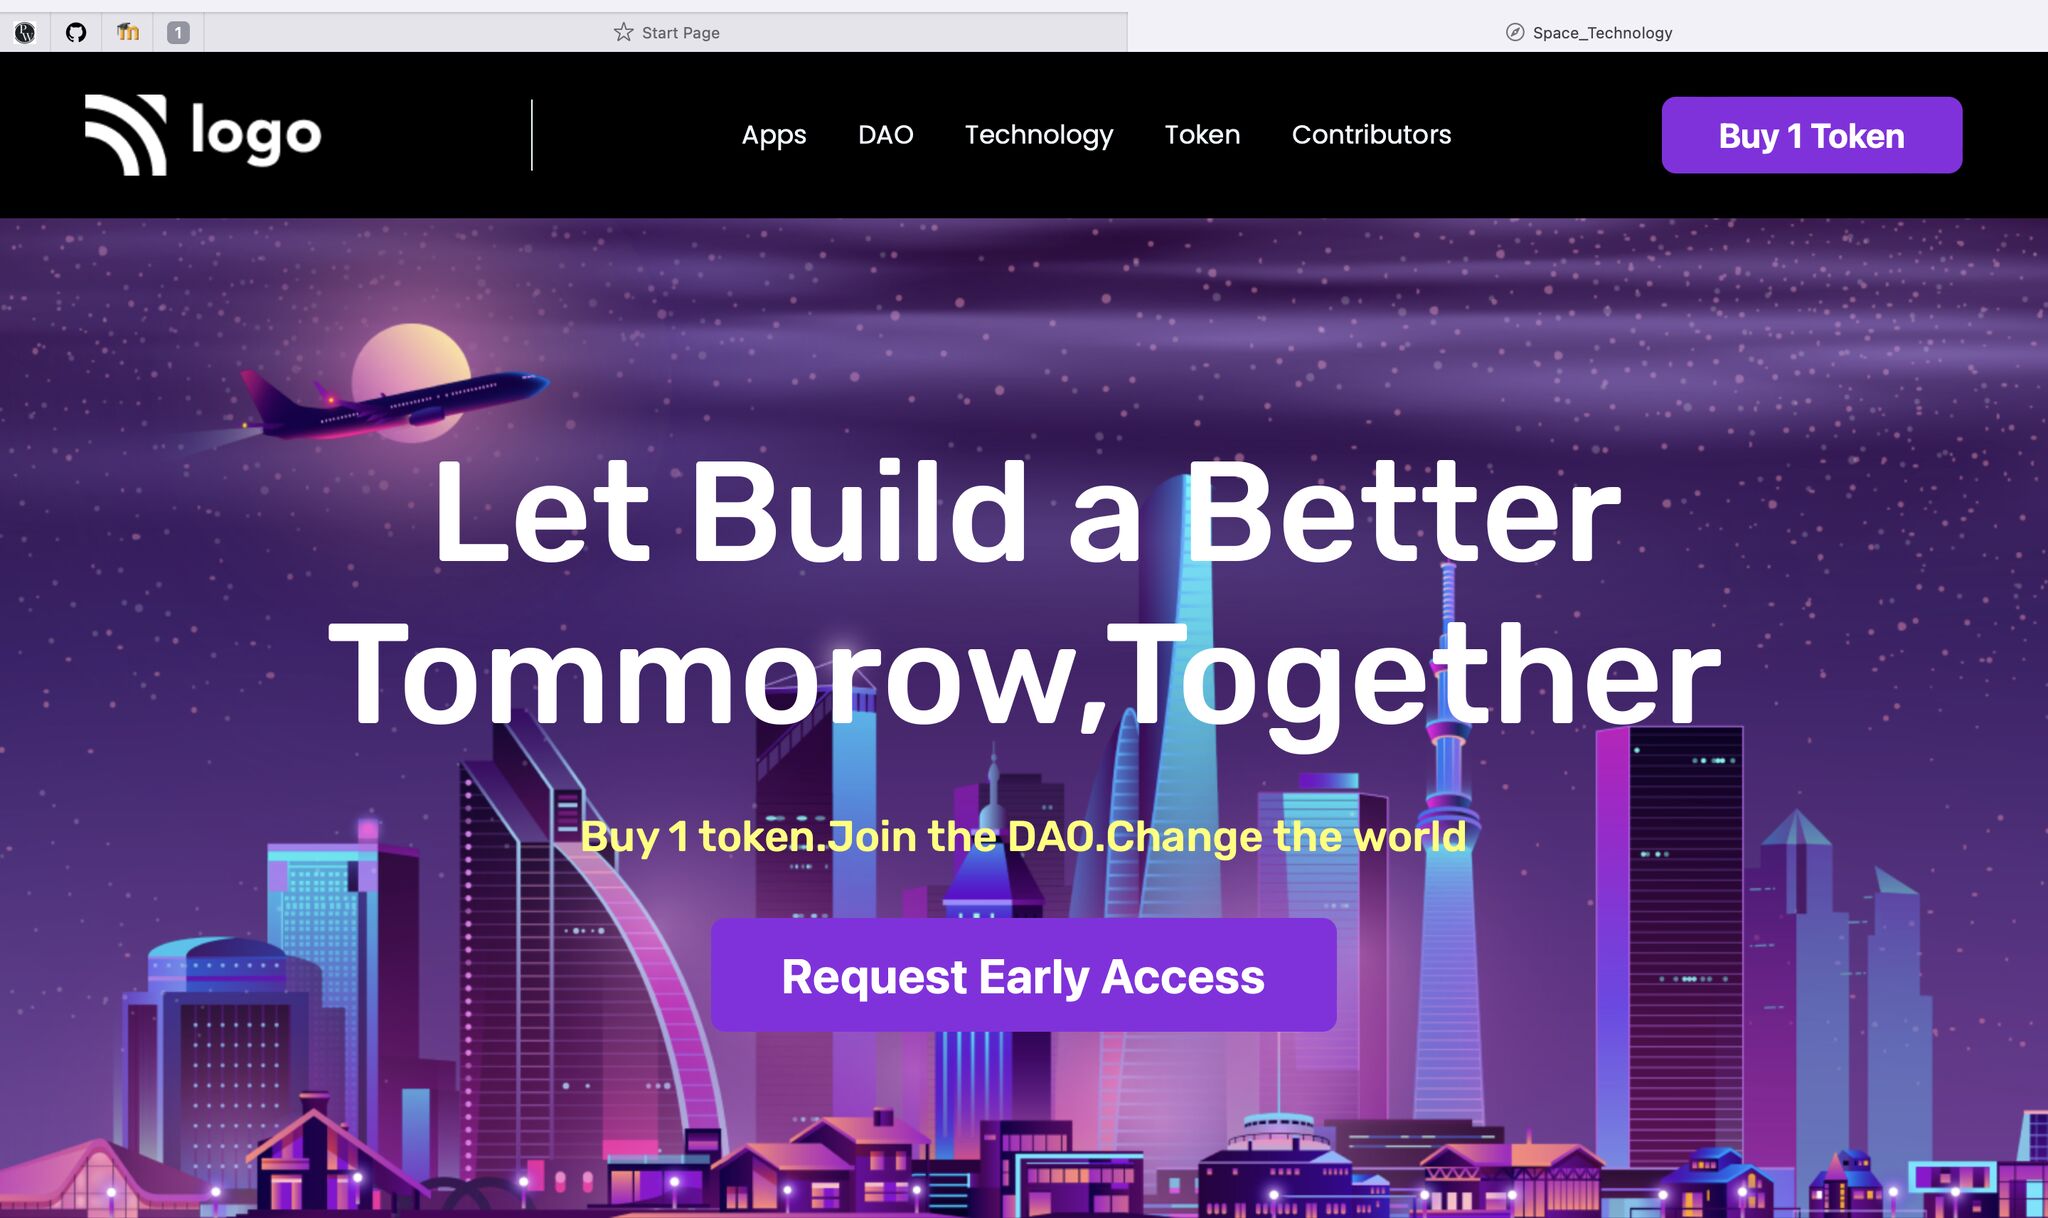 1
Start Page
Space_Technology
logo
Apps
DAO
Technology
Token
Contributors
Buy 1 Token
Let Build a Better
Tommorow,Together
Buy 1 token.Join the DAO.Change the world
Request Early Access